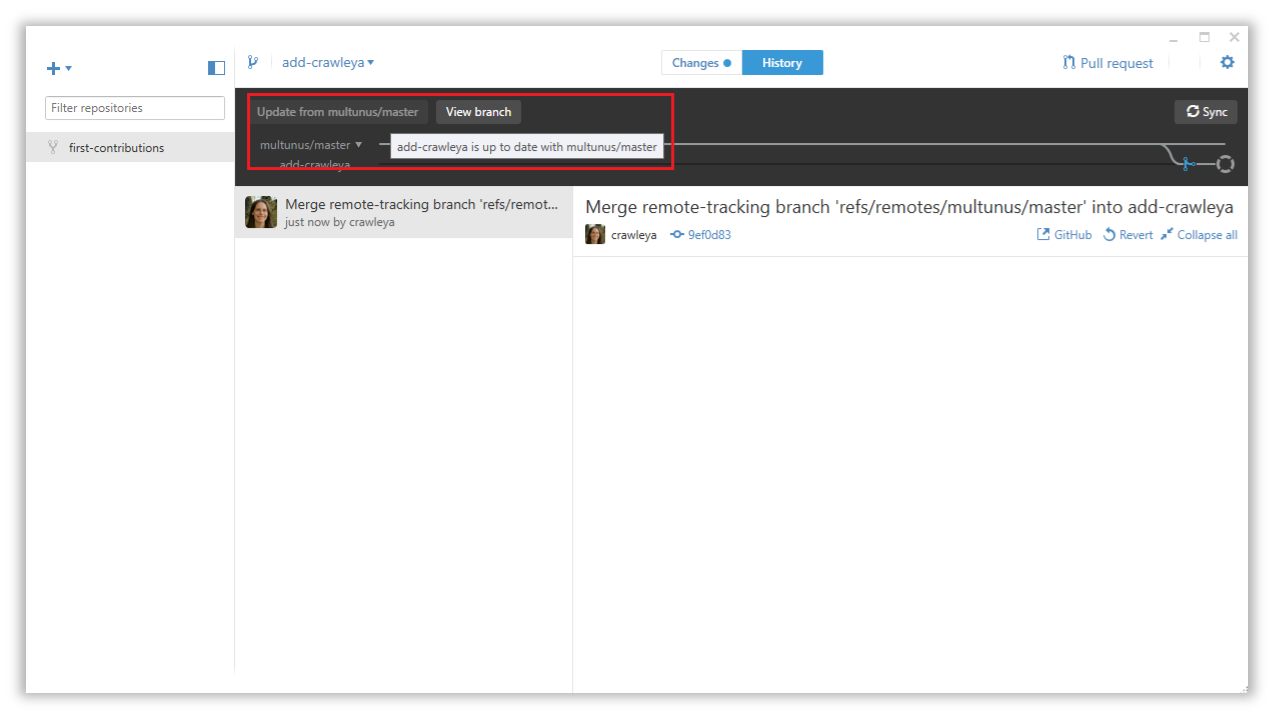 add-crawleya
Changes
History
Pull request
Filter repositories
first-contributions
Update from multunus/master
View branch
Sync
multunus/master
add-crawleya is up to date with multunus/master
add-crawleya
Merge remote-tracking branch 'refs/remot...
just now by crawleya
Merge remote-tracking branch 'refs/remotes/multunus/master' into add-crawleya
crawleya
9ef0d83
GitHub
Revert
Collapse all